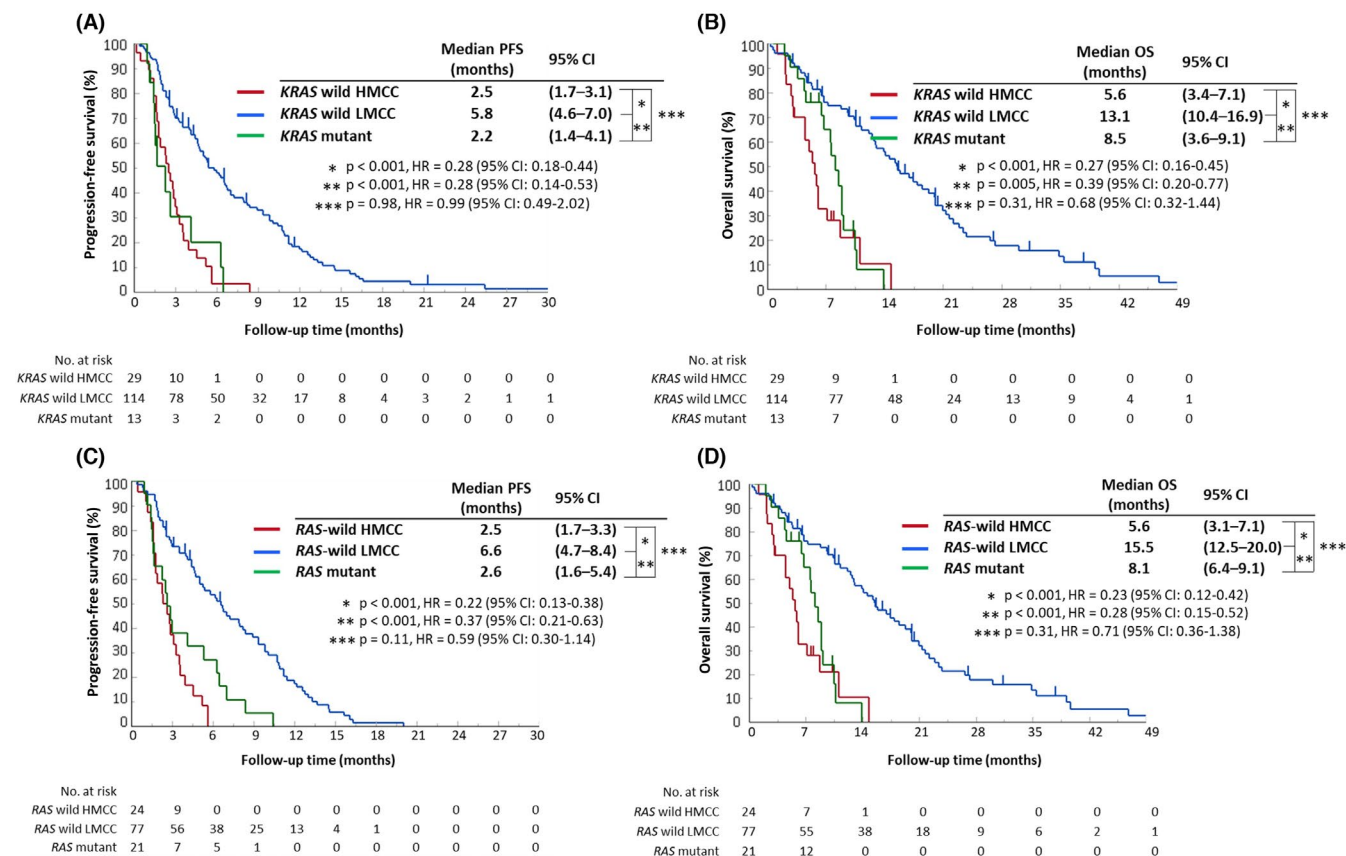 (A)
Median PFS (months) 95% CI
KRAS wild HMCC 2.5 (1.7–3.1)
KRAS wild LMCC 5.8 (4.6–7.0)
KRAS mutant 2.2 (1.4–4.1)
* ** ***
* p < 0.001, HR = 0.28 (95% CI: 0.18-0.44)
** p < 0.001, HR = 0.28 (95% CI: 0.14-0.53)
*** p = 0.98, HR = 0.99 (95% CI: 0.49-2.02)
Progression-free survival (%)
100
90
80
70
60
50
40
30
20
10
0
0 3 6 9 12 15 18 21 24 27 30
Follow-up time (months)
No. at risk
KRAS wild HMCC 29 10 1 0 0 0 0 0 0 0 0
KRAS wild LMCC 114 78 50 32 17 8 4 3 2 1 1
KRAS mutant 13 3 2 0 0 0 0 0 0 0 0
(B)
Median OS (months) 95% CI
KRAS wild HMCC 5.6 (3.4–7.1)
KRAS wild LMCC 13.1 (10.4–16.9)
KRAS mutant 8.5 (3.6–9.1)
* ** ***
* p < 0.001, HR = 0.27 (95% CI: 0.16-0.45)
** p = 0.005, HR = 0.39 (95% CI: 0.20-0.77)
*** p = 0.31, HR = 0.68 (95% CI: 0.32-1.44)
Overall survival (%)
100
90
80
70
60
50
40
30
20
10
0
0 7 14 21 28 35 42 49
Follow-up time (months)
No. at risk
KRAS wild HMCC 29 9 1 0 0 0 0 0
KRAS wild LMCC 114 77 48 24 13 9 4 1
KRAS mutant 13 7 0 0 0 0 0 0
(C)
Median PFS (months) 95% CI
RAS-wild HMCC 2.5 (1.7–3.3)
RAS-wild LMCC 6.6 (4.7–8.4)
RAS mutant 2.6 (1.6–5.4)
* ** ***
* p < 0.001, HR = 0.22 (95% CI: 0.13-0.38)
** p < 0.001, HR = 0.37 (95% CI: 0.21-0.63)
*** p = 0.11, HR = 0.59 (95% CI: 0.30-1.14)
Progression-free survival (%)
100
90
80
70
60
50
40
30
20
10
0
0 3 6 9 12 15 18 21 24 27 30
Follow-up time (months)
No. at risk
RAS wild HMCC 24 9 0 0 0 0 0 0 0 0 0
RAS wild LMCC 77 56 38 25 13 4 1 0 0 0 0
RAS mutant 21 7 5 1 0 0 0 0 0 0 0
(D)
Median OS (months) 95% CI
RAS-wild HMCC 5.6 (3.1–7.1)
RAS-wild LMCC 15.5 (12.5–20.0)
RAS mutant 8.1 (6.4–9.1)
* ** ***
* p < 0.001, HR = 0.23 (95% CI: 0.12-0.42)
** p < 0.001, HR = 0.28 (95% CI: 0.15-0.52)
*** p = 0.31, HR = 0.71 (95% CI: 0.36-1.38)
Overall survival (%)
100
90
80
70
60
50
40
30
20
10
0
0 7 14 21 28 35 42 49
Follow-up time (months)
No. at risk
RAS wild HMCC 24 7 1 0 0 0 0 0
RAS wild LMCC 77 55 38 18 9 6 2 1
RAS mutant 21 12 0 0 0 0 0 0